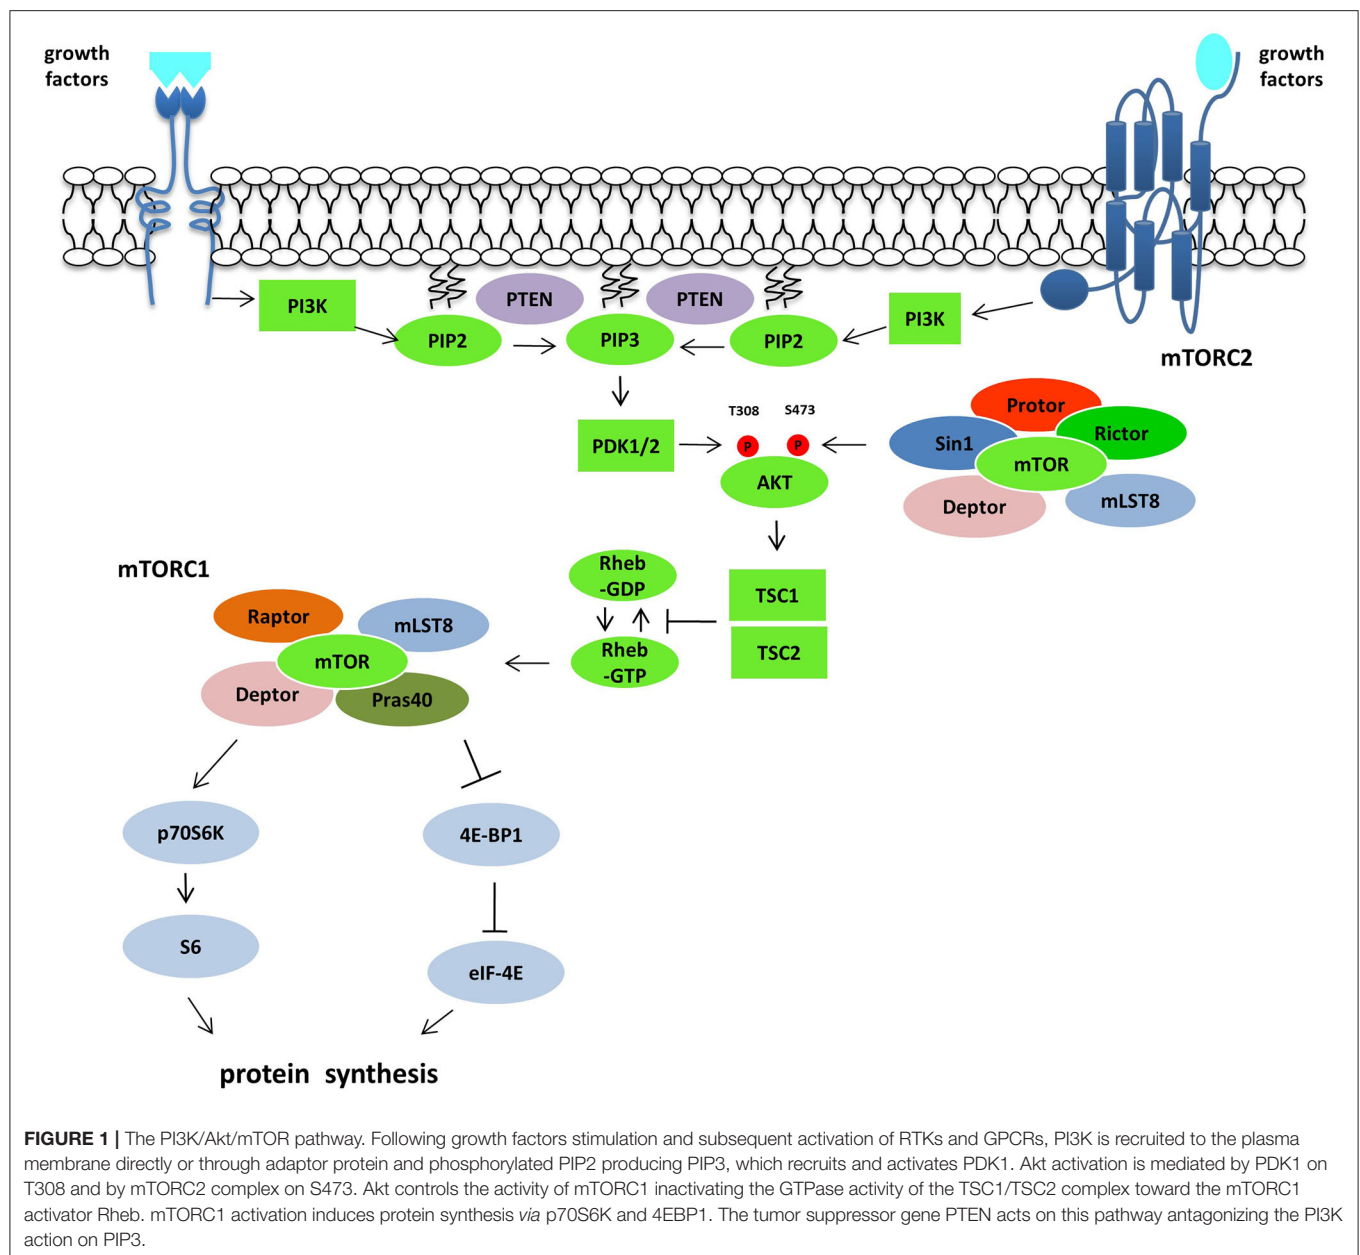 growth
factors
growth
factors
PI3K
PIP2
PTEN
PIP3
PTEN
PIP2
PI3K
mTORC2
T308
S473
PDK1/2
P
P
AKT
Protor
Sin1
Rictor
mTOR
Deptor
mLST8
mTORC1
Raptor
mLST8
mTOR
Deptor
Pras40
Rheb
-GDP
Rheb
-GTP
TSC1
TSC2
p70S6K
4E-BP1
S6
eIF-4E
protein synthesis
FIGURE 1 | The PI3K/Akt/mTOR pathway. Following growth factors stimulation and subsequent activation of RTKs and GPCRs, PI3K is recruited to the plasma
membrane directly or through adaptor protein and phosphorylated PIP2 producing PIP3, which recruits and activates PDK1. Akt activation is mediated by PDK1 on
T308 and by mTORC2 complex on S473. Akt controls the activity of mTORC1 inactivating the GTPase activity of the TSC1/TSC2 complex toward the mTORC1
activator Rheb. mTORC1 activation induces protein synthesis via p70S6K and 4EBP1. The tumor suppressor gene PTEN acts on this pathway antagonizing the PI3K
action on PIP3.